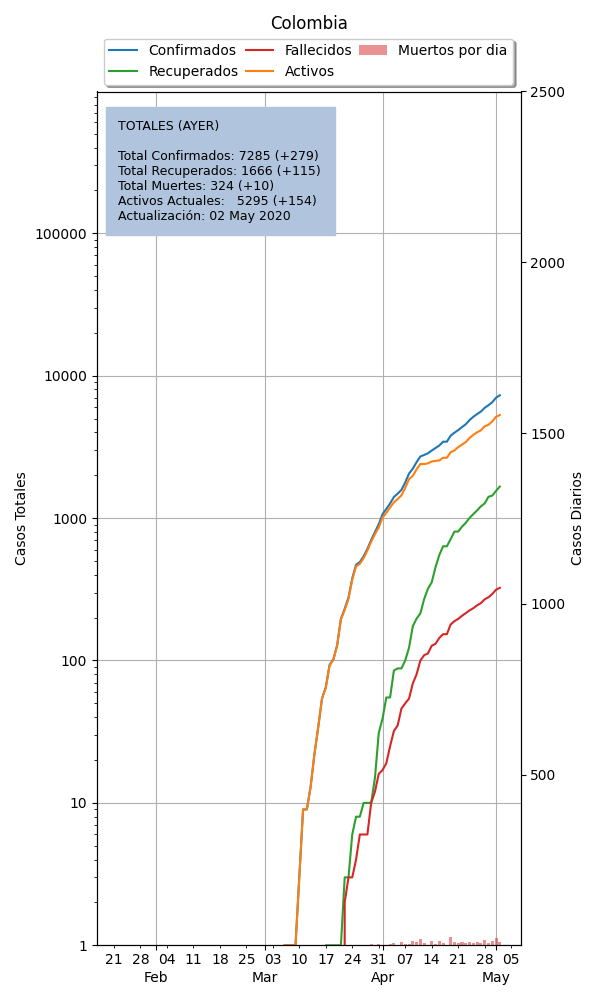 Colombia
Confirmados
Fallecidos
Muertos por dia
Recuperados
Activos
TOTALES (AYER)
Total Confirmados: 7285 (+279)
Total Recuperados: 1666 (+115)
Total Muertes: 324 (+10)
Activos Actuales: 5295 (+154)
Actualización: 02 May 2020
100000
10000
1000
100
10
1
Casos Totales
2500
2000
1500
1000
500
Casos Diarios
21 28 04 11 18 25 03 10 17 24 31 07 14 21 28 05
Feb Mar Apr May